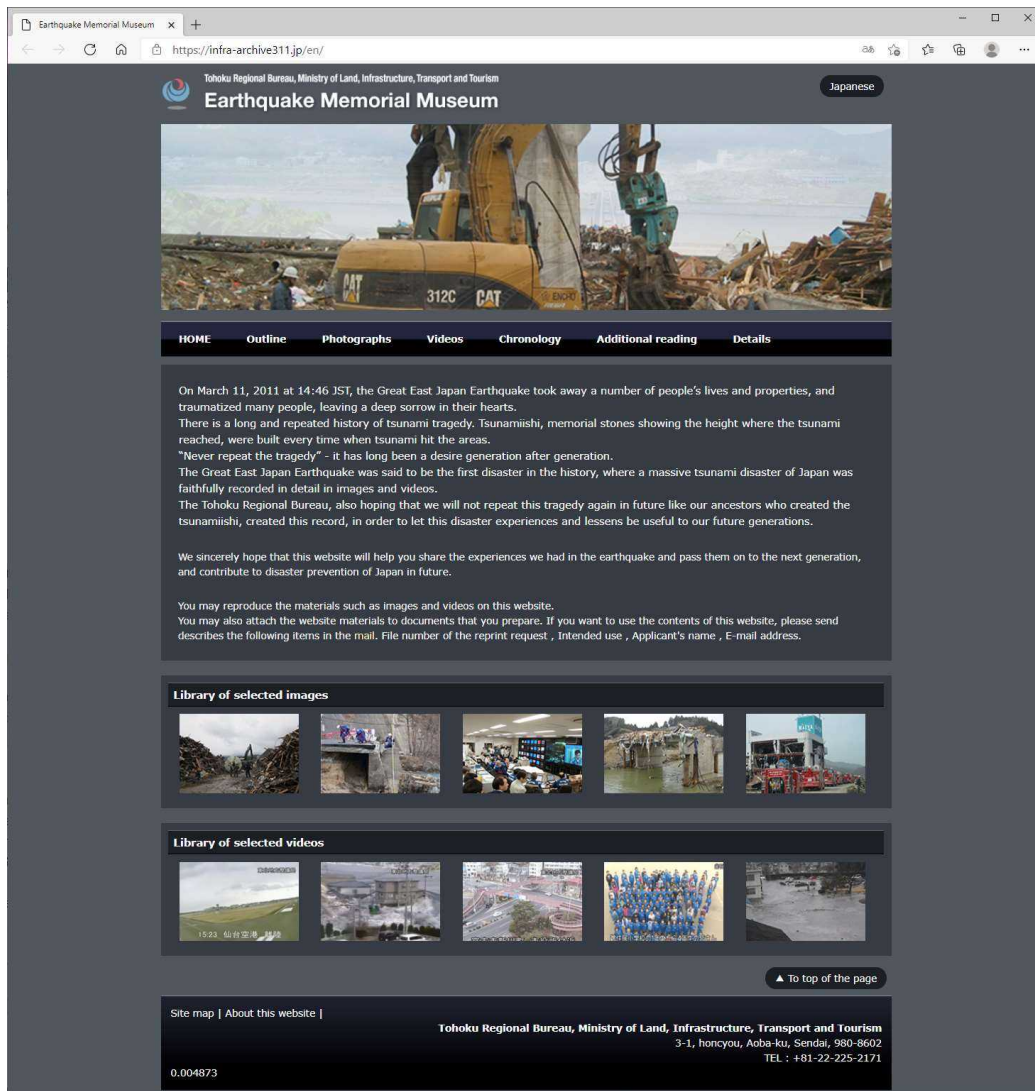 Earthquake Memorial Museum
https://infra-archive311.jp/en/
Tohoku Regional Bureau, Ministry of Land, Infrastructure, Transport and Tourism
Earthquake Memorial Museum
Japanese
CAT
312C
CAT
HOME Outline Photographs Videos Chronology Additional reading Details
On March 11, 2011 at 14:46 JST, the Great East Japan Earthquake took away a number of people's lives and properties, and
traumatized many people, leaving a deep sorrow in their hearts.
There is a long and repeated history of tsunami tragedy. Tsunamiishi, memorial stones showing the height where the tsunami
reached, were built every time when tsunami hit the areas.
"Never repeat the tragedy" - it has long been a desire generation after generation.
The Great East Japan Earthquake was said to be the first disaster in the history, where a massive tsunami disaster of Japan was
faithfully recorded in detail in images and videos.
The Tohoku Regional Bureau, also hoping that we will not repeat this tragedy again in future like our ancestors who created the
tsunamiishi, created this record, in order to let this disaster experiences and lessens be useful to our future generations.
We sincerely hope that this website will help you share the experiences we had in the earthquake and pass them on to the next generation,
and contribute to disaster prevention of Japan in future.
You may reproduce the materials such as images and videos on this website.
You may also attach the website materials to documents that you prepare. If you want to use the contents of this website, please send
describes the following items in the mail. File number of the reprint request , Intended use , Applicant's name , E-mail address.
Library of selected images
Library of selected videos
15:23 仙台空港
▲ To top of the page
Site map | About this website |
Tohoku Regional Bureau, Ministry of Land, Infrastructure, Transport and Tourism
3-1, honcyou, Aoba-ku, Sendai, 980-8602
TEL : +81-22-225-2171
0.004873